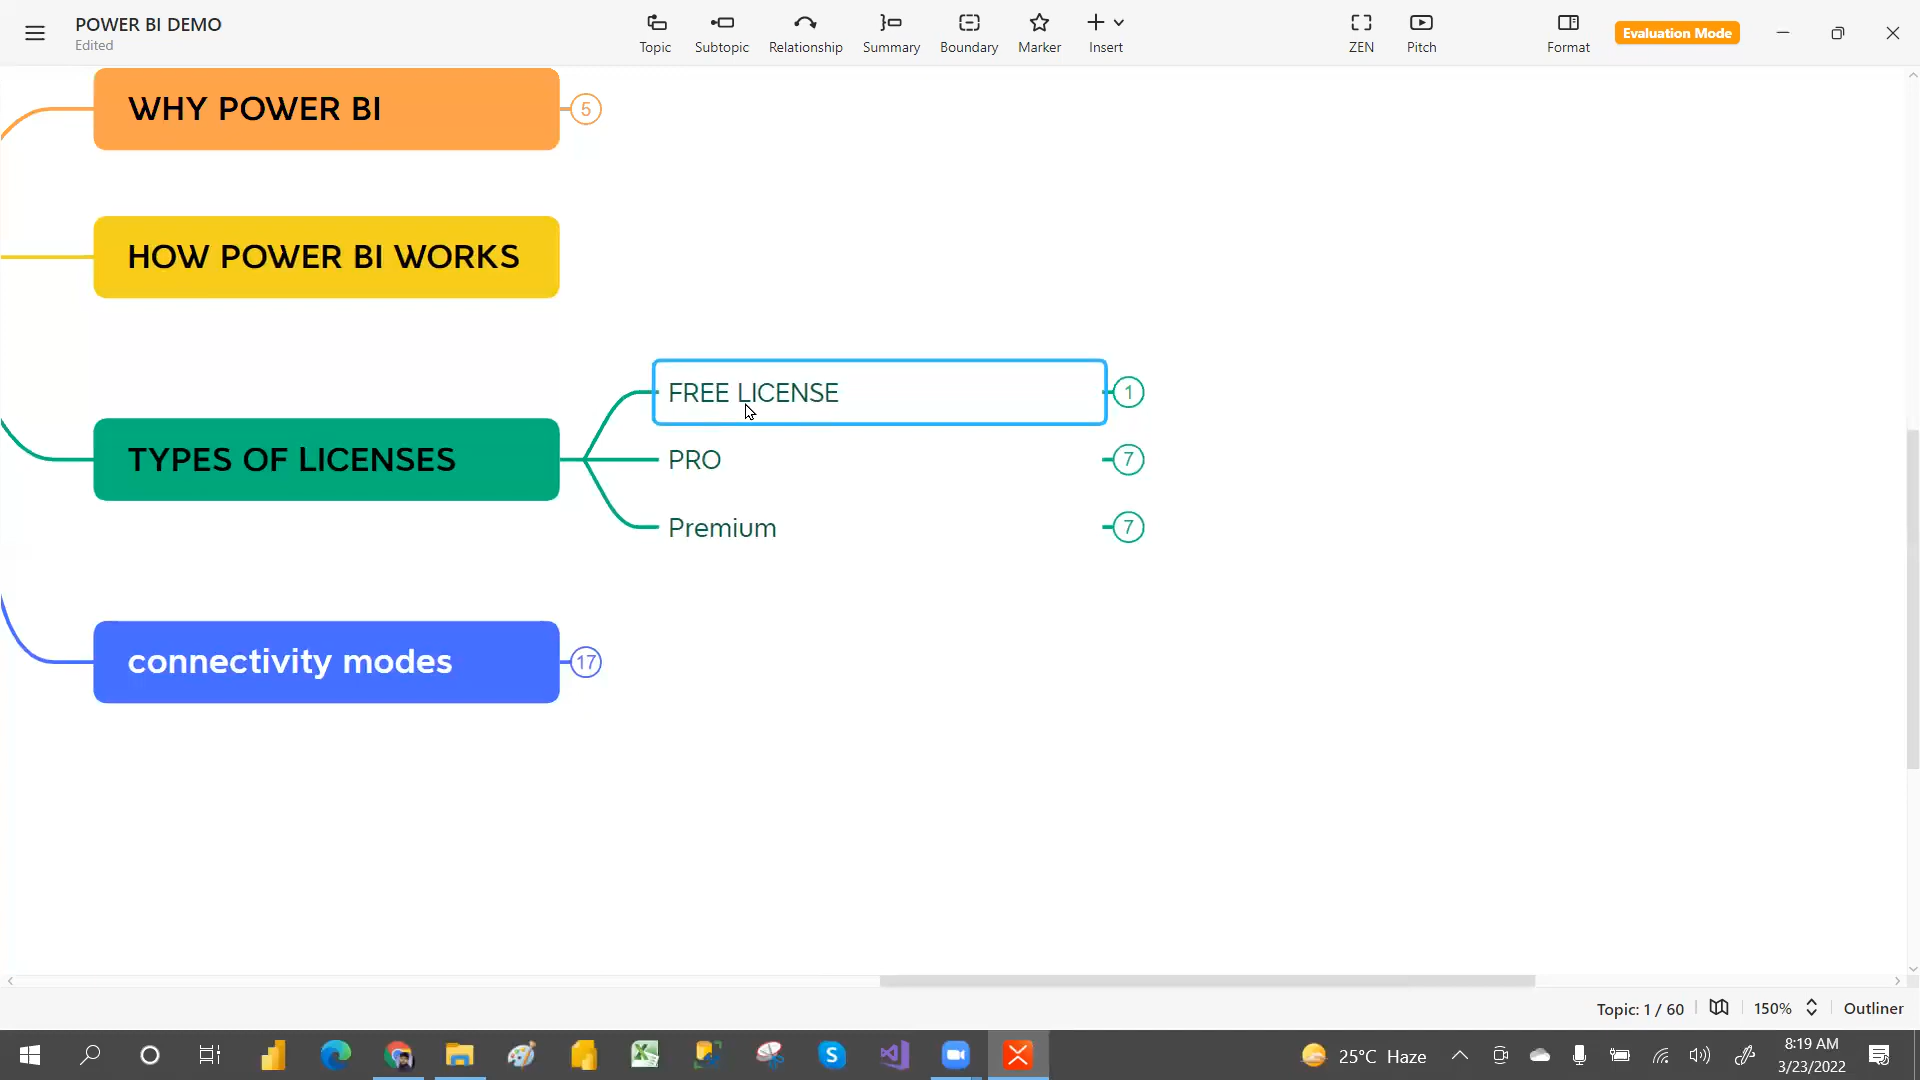 POWER BI DEMO
Edited
Topic
Subtopic
Relationship
Summary
Boundary
Marker
Insert
ZEN
Pitch
Format
Evaluation Mode
WHY POWER BI
5
HOW POWER BI WORKS
TYPES OF LICENSES
FREE LICENSE
1
PRO
7
Premium
7
connectivity modes
17
Topic: 1 / 60
150%
Outliner
25°C Haze
8:19 AM
3/23/2022